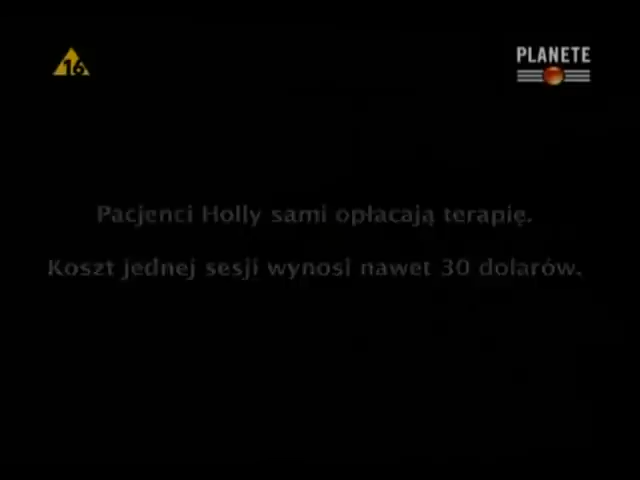 16
PLANETE
Pacjenci Holly sami opłacają terapię.
Koszt jednej sesji wynosi nawet 30 dolarów.